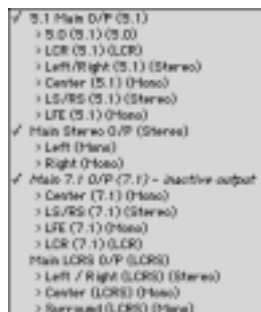 ✓ 5.1 Main O/P (5.1)
> 5.0 (5.1) (5.0)
> LCR (5.1) (LCR)
> Left/Right (5.1) (Stereo)
> Center (5.1) (Mono)
> LS/RS (5.1) (Stereo)
> LFE (5.1) (Mono)
✓ Main Stereo O/P (Stereo)
> Left (Mono)
> Right (Mono)
✓ Main 7.1 O/P (7.1) - inactive output
> Center (7.1) (Mono)
> LS/RS (7.1) (Stereo)
> LFE (7.1) (Mono)
> LCR (7.1) (LCR)
Main LCRS O/P (LCRS)
> Left / Right (LCRS) (Stereo)
> Center (LCRS) (Mono)
> Surround (LCRS) (Mono)